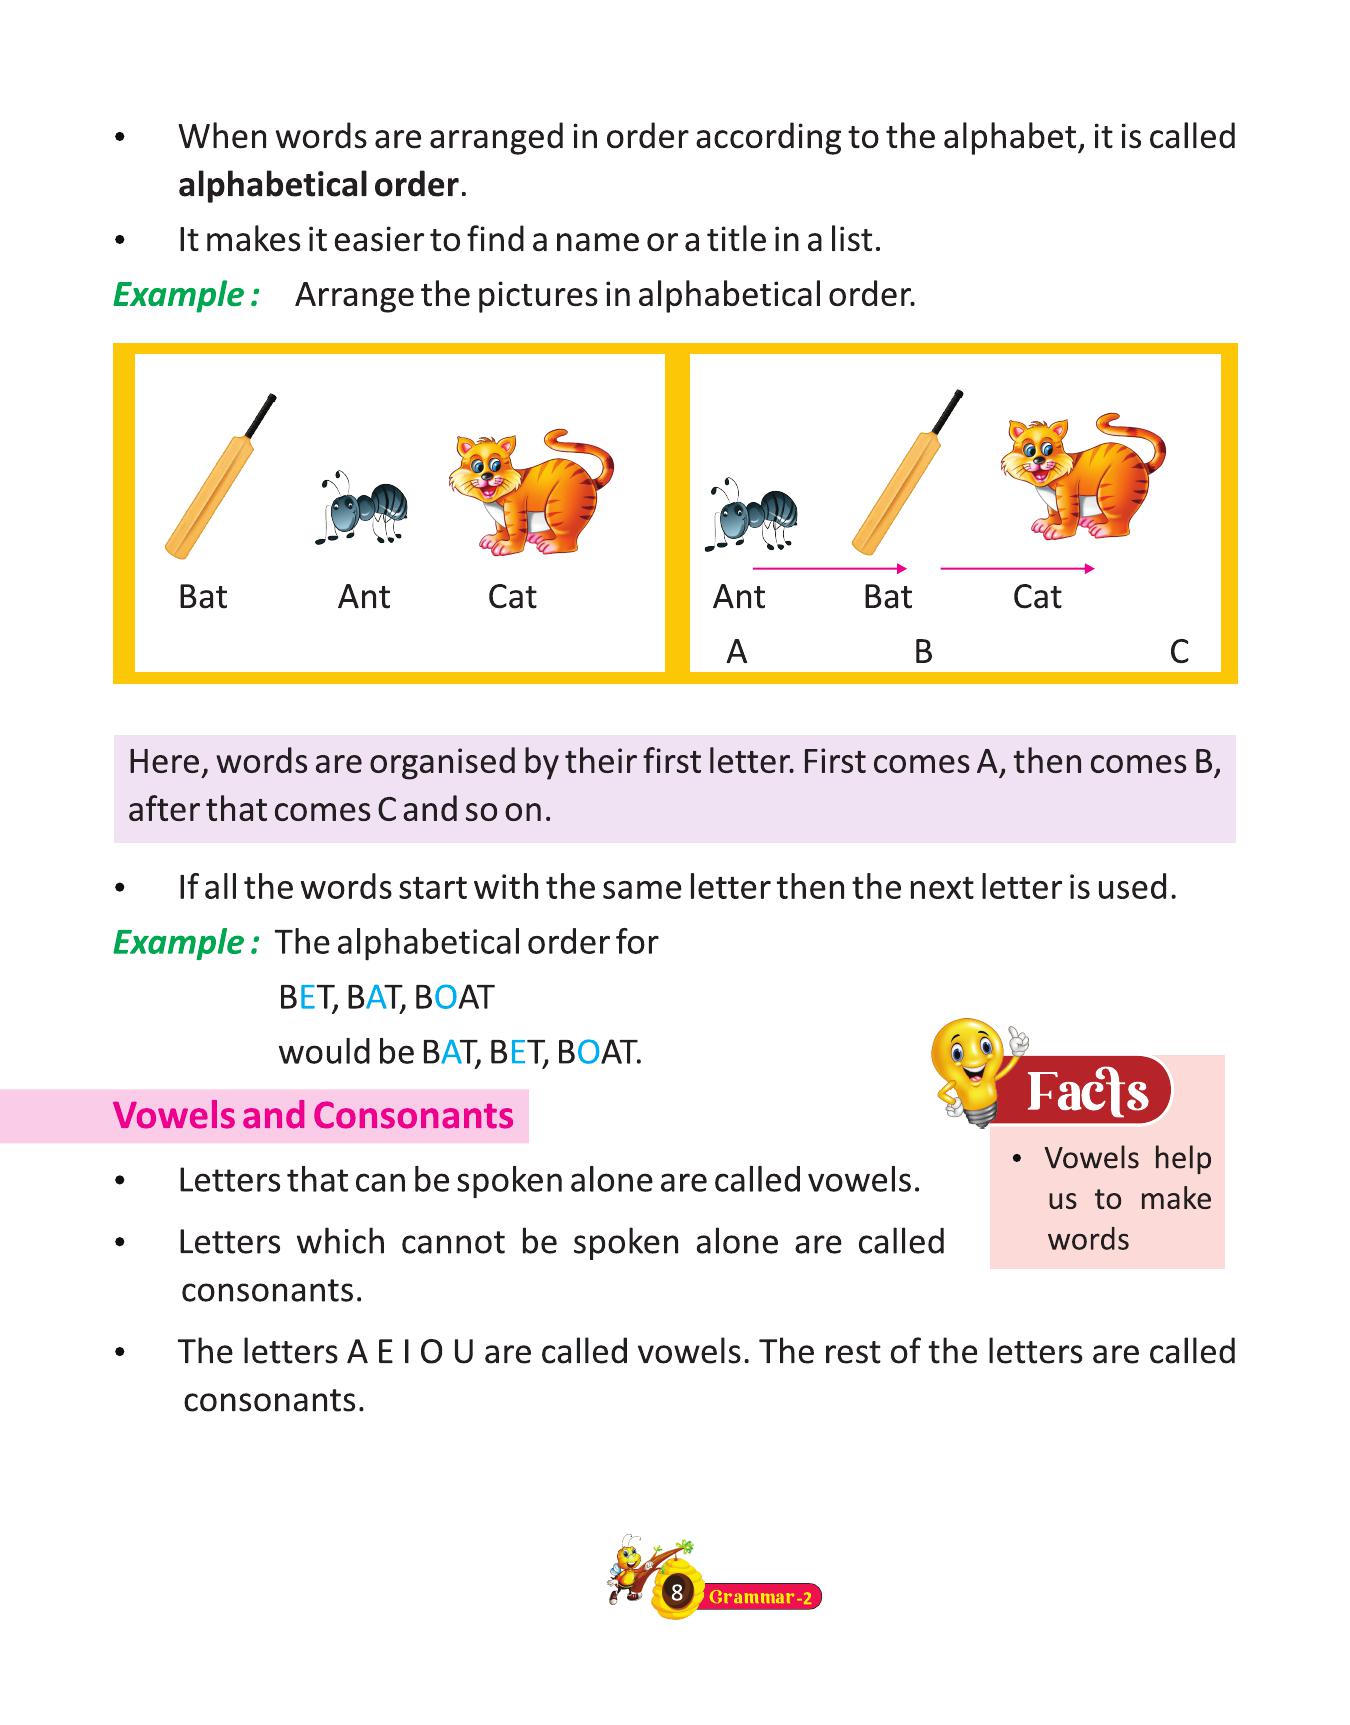 • When words are arranged in order according to the alphabet, it is called
alphabetical order.
• It makes it easier to find a name or a title in a list.
Example : Arrange the pictures in alphabetical order.
Bat Ant Cat
Ant Bat Cat
A B C
Here, words are organised by their first letter. First comes A, then comes B,
after that comes C and so on.
• If all the words start with the same letter then the next letter is used.
Example : The alphabetical order for
BET, BAT, BOAT
would be BAT, BET, BOAT.
Vowels and Consonants
• Letters that can be spoken alone are called vowels.
• Letters which cannot be spoken alone are called
consonants.
• The letters A E I O U are called vowels. The rest of the letters are called
consonants.
Facts
• Vowels help
us to make
words
8 Grammar-2